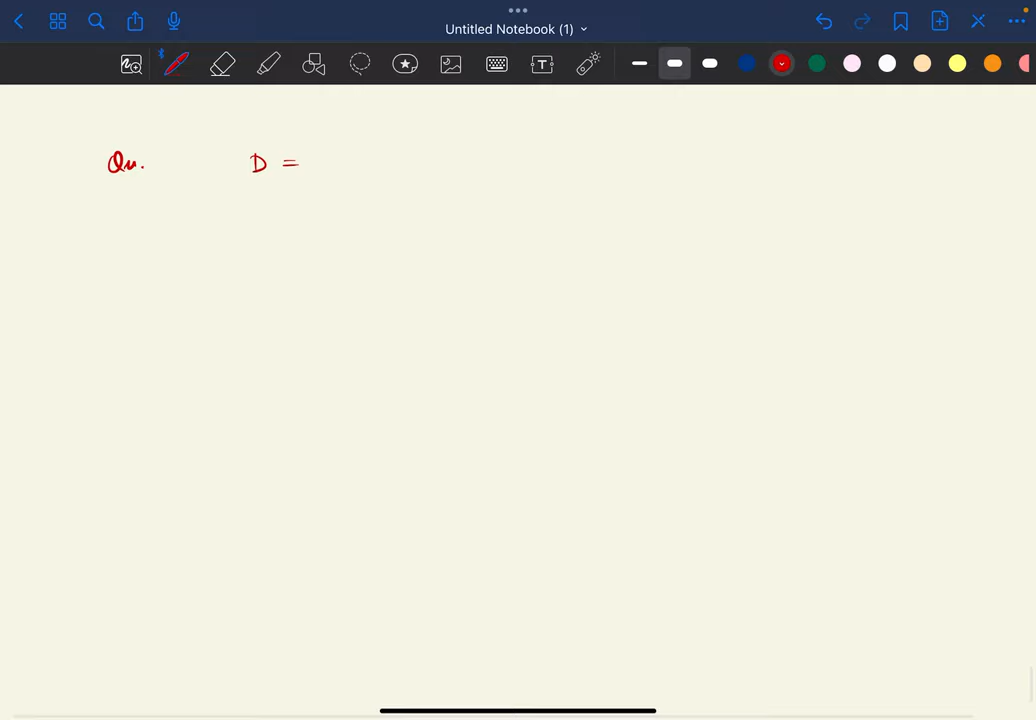 Untitled Notebook (1)
Qu. D =